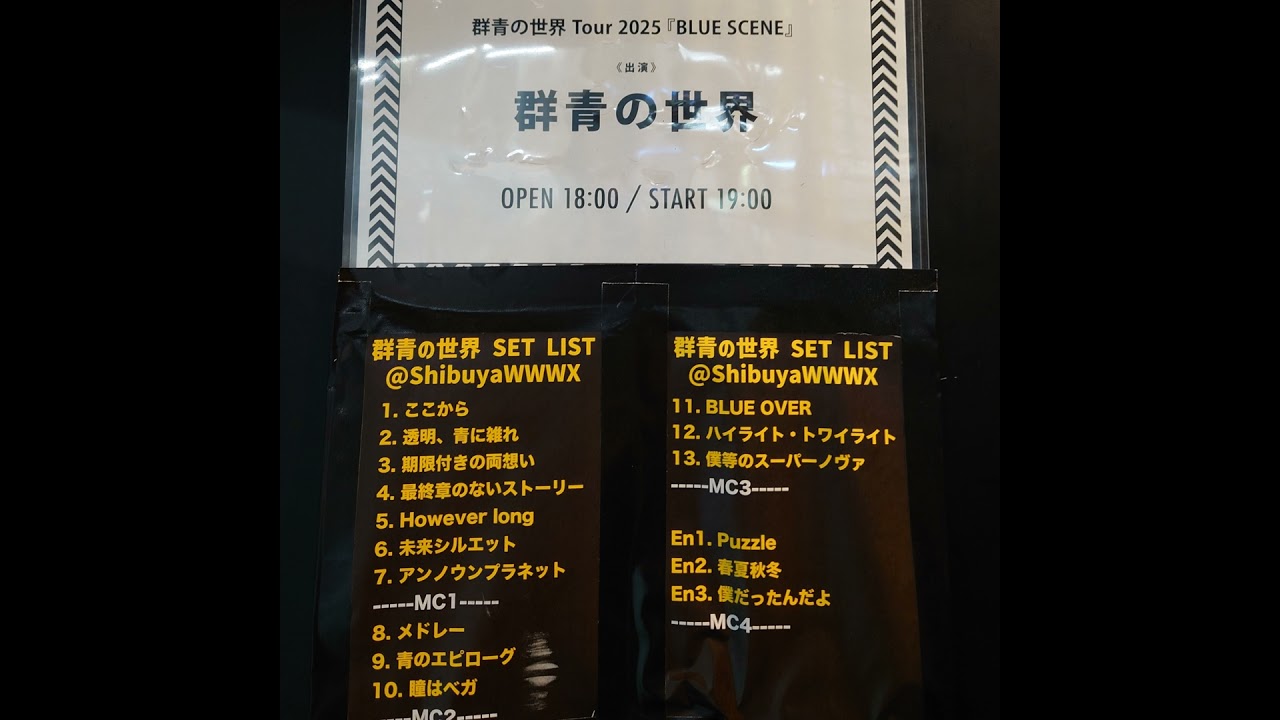 群青の世界 Tour 2025『BLUE SCENE』
《出演》
群青の世界
OPEN 18:00 / START 19:00
群青の世界 SET LIST
@ShibuyaWWWX
1. ここから
2. 透明、青に雑れ
3. 期限付きの両想い
4. 最終章のないストーリー
5. However long
6. 未来シルエット
7. アンノウンプラネット
-----MC1-----
8. メドレー
9. 青のエピローグ
10. 瞳はベガ
-----MC2-----
群青の世界 SET LIST
@ShibuyaWWWX
11. BLUE OVER
12. ハイライト・トワイライト
13. 僕等のスーパーノヴァ
-----MC3-----
En1. Puzzle
En2. 春夏秋冬
En3. 僕だったんだよ
-----MC4-----